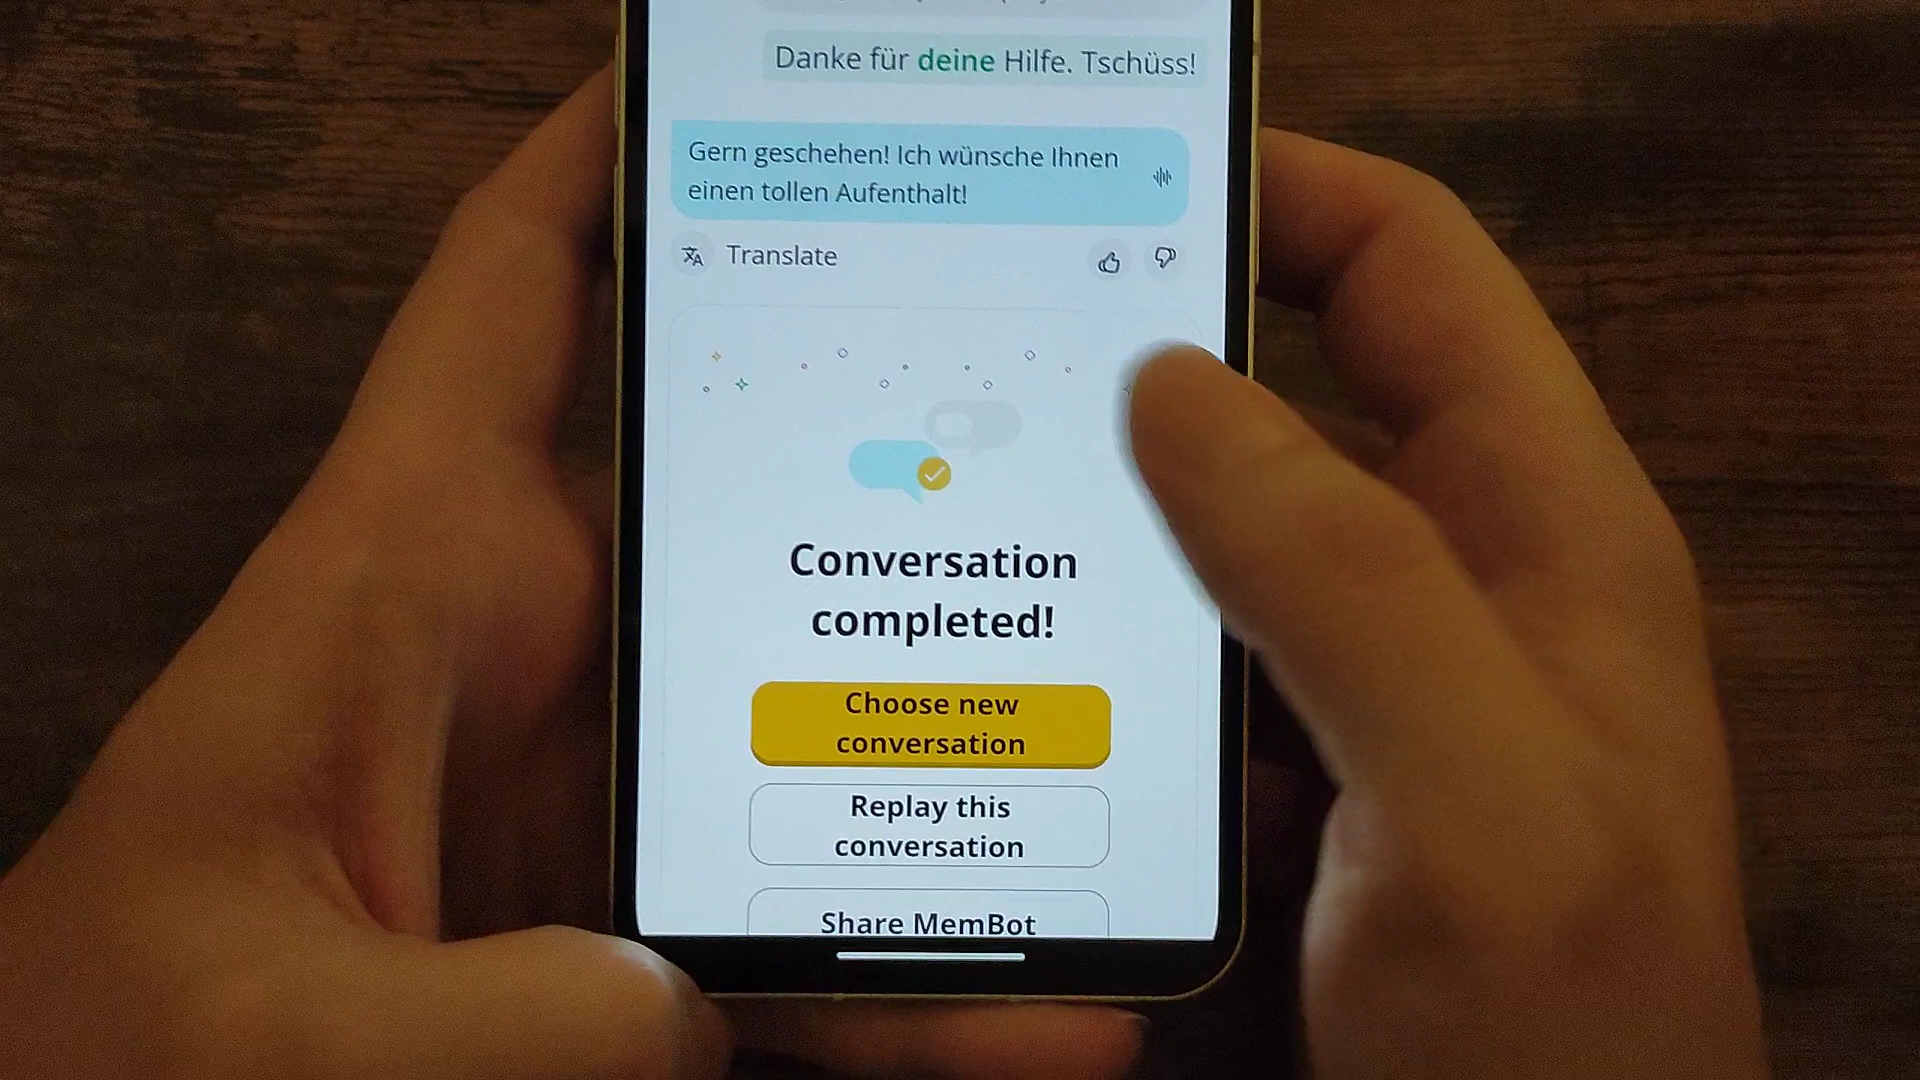 Danke für deine Hilfe. Tschüss!
Gern geschehen! Ich wünsche Ihnen
einen tollen Aufenthalt!
Translate
Conversation
completed!
Choose new
conversation
Replay this
conversation
Share MemBot